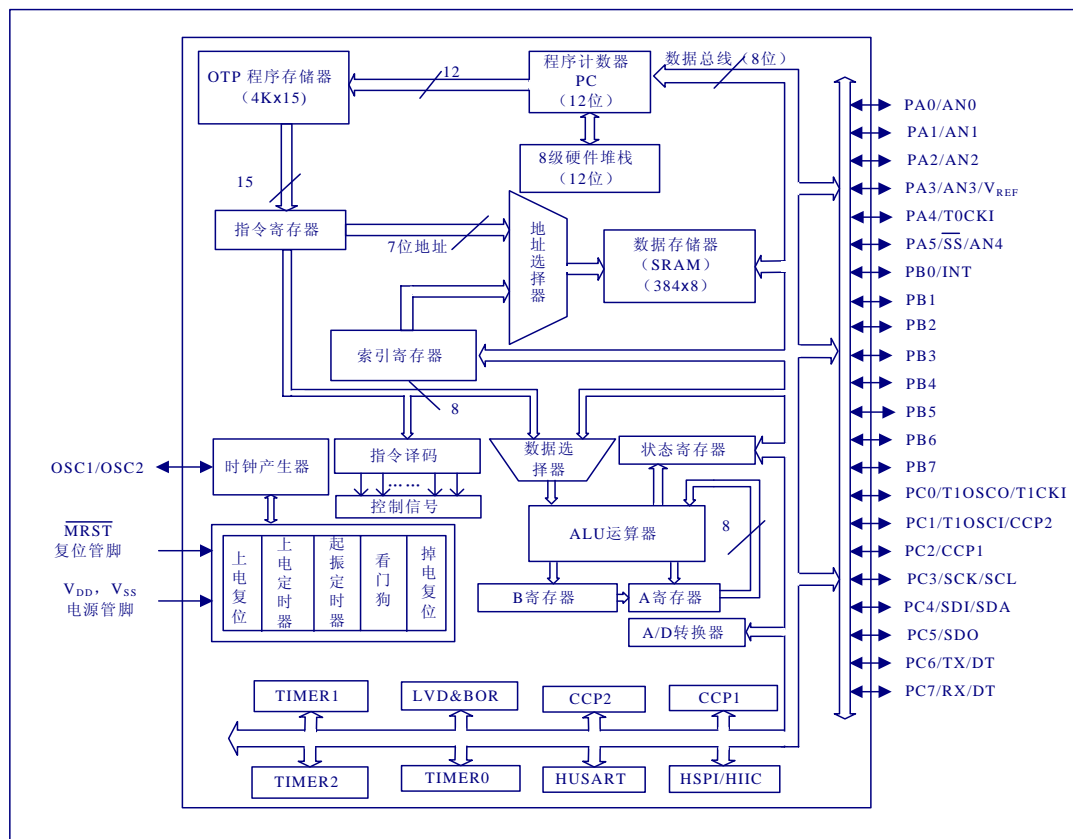 OTP 程序存储器
（4Kx15）
12
程序计数器
PC
（12位）
数据总线（8位）
8级硬件堆栈
（12位）
15
指令寄存器
7位地址
地址选择器
数据存储器
（SRAM）
（384x8）
索引寄存器
8
OSC1/OSC2
时钟产生器
指令译码
……
控制信号
数据选
择器
状态寄存器
ALU运算器
8
B寄存器
A寄存器
A/D转换器
MRST
复位管脚
VDD，VSS
电源管脚
上电复位
上电定时器
起振定时器
看门狗
掉电复位
TIMER1
LVD&BOR
CCP2
CCP1
TIMER2
TIMER0
HUSART
HSPI/HIIC
PA0/AN0
PA1/AN1
PA2/AN2
PA3/AN3/VREF
PA4/T0CKI
PA5/SS/AN4
PB0/INT
PB1
PB2
PB3
PB4
PB5
PB6
PB7
PC0/T1OSCO/T1CKI
PC1/T1OSCI/CCP2
PC2/CCP1
PC3/SCK/SCL
PC4/SDI/SDA
PC5/SDO
PC6/TX/DT
PC7/RX/DT